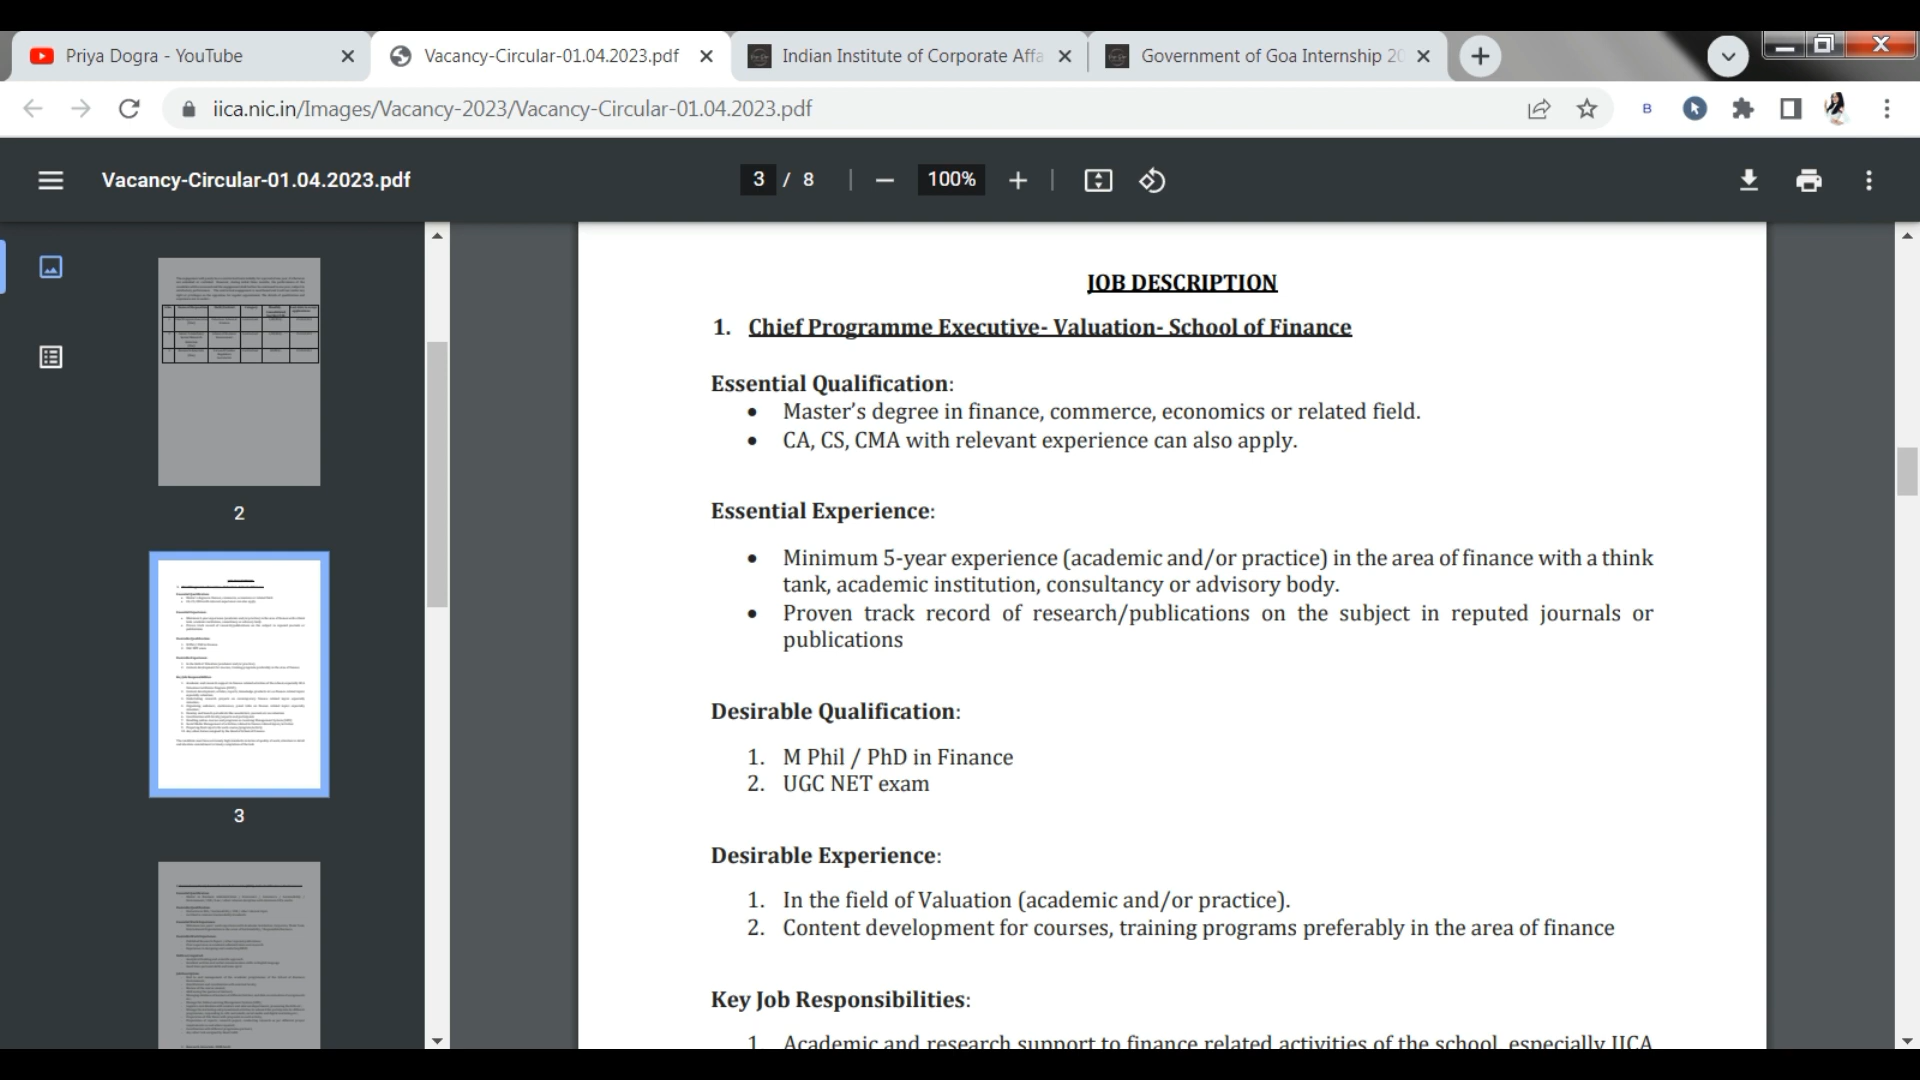 Priya Dogra - YouTube
Vacancy-Circular-01.04.2023.pdf
Indian Institute of Corporate Affa
Government of Goa Internship 20
iica.nic.in/Images/Vacancy-2023/Vacancy-Circular-01.04.2023.pdf
B
Vacancy-Circular-01.04.2023.pdf
3 / 8
100%
2
3
JOB DESCRIPTION
1. Chief Programme Executive- Valuation- School of Finance
Essential Qualification:
• Master’s degree in finance, commerce, economics or related field.
• CA, CS, CMA with relevant experience can also apply.
Essential Experience:
• Minimum 5-year experience (academic and/or practice) in the area of finance with a think
tank, academic institution, consultancy or advisory body.
• Proven track record of research/publications on the subject in reputed journals or
publications
Desirable Qualification:
1. M Phil / PhD in Finance
2. UGC NET exam
Desirable Experience:
1. In the field of Valuation (academic and/or practice).
2. Content development for courses, training programs preferably in the area of finance
Key Job Responsibilities:
1. Academic and research support to finance related activities of the school, especially IICA